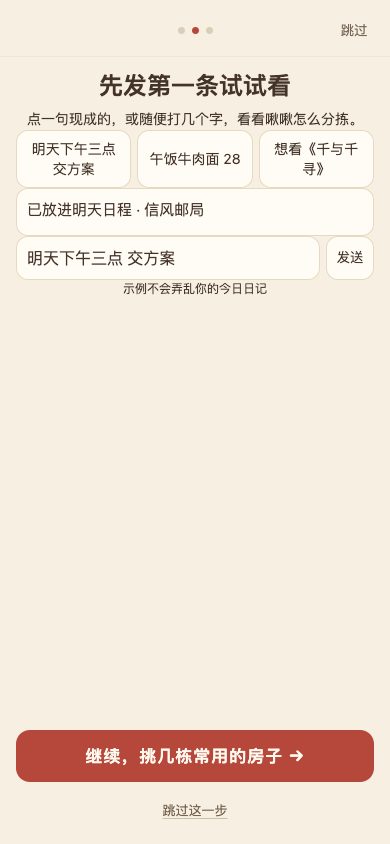 跳过
先发第一条试试看
点一句现成的，或随便打几个字，看看啾啾怎么分拣。
明天下午三点
交方案
午饭牛肉面 28
想看《千与千
寻》
已放进明天日程 · 信风邮局
明天下午三点 交方案
发送
示例不会弄乱你的今日日记
继续，挑几栋常用的房子 →
跳过这一步